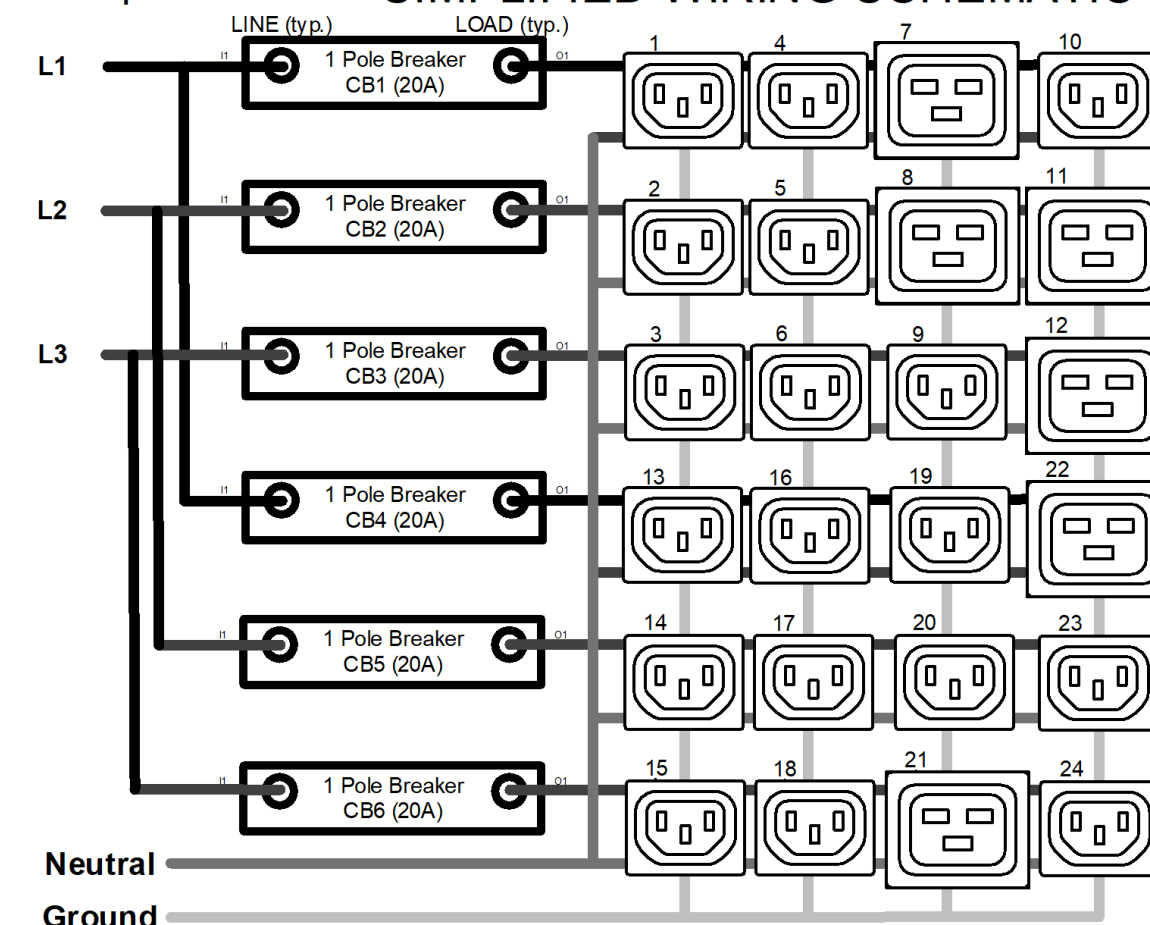 LINE (typ.) LOAD (typ.)
L1 I1 1 Pole Breaker O1 1 4 7 10
CB1 (20A)
L2 I1 1 Pole Breaker O1 2 5 8 11
CB2 (20A)
L3 I1 1 Pole Breaker O1 3 6 9 12
CB3 (20A)
I1 1 Pole Breaker O1 13 16 19 22
CB4 (20A)
I1 1 Pole Breaker O1 14 17 20 23
CB5 (20A)
I1 1 Pole Breaker O1 15 18 21 24
CB6 (20A)
Neutral
Ground